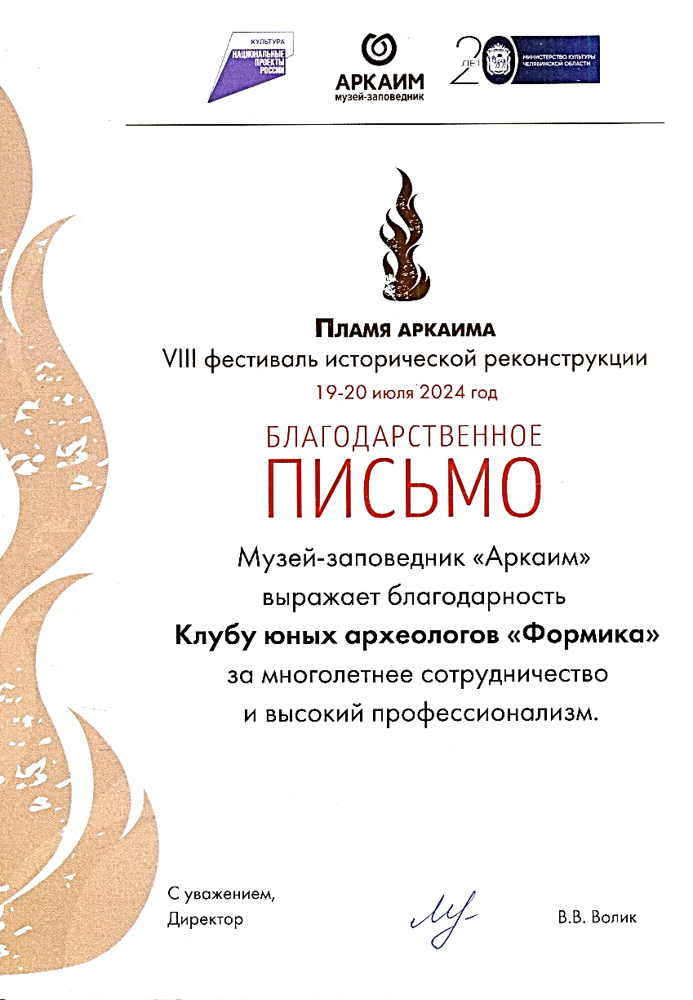 КУЛЬТУРА
НАЦИОНАЛЬНЫЕ
ПРОЕКТЫ
РОССИИ
АРКАИМ
музей-заповедник
20
ЛЕТ
МИНИСТЕРСТВО КУЛЬТУРЫ
ЧЕЛЯБИНСКОЙ ОБЛАСТИ
ПЛАМЯ АРКАИМА
VIII фестиваль исторической реконструкции
19-20 июля 2024 год
БЛАГОДАРСТВЕННОЕ
ПИСЬМО
Музей-заповедник «Аркаим»
выражает благодарность
Клубу юных археологов «Формика»
за многолетнее сотрудничество
и высокий профессионализм.
С уважением,
Директор
В.В. Волик